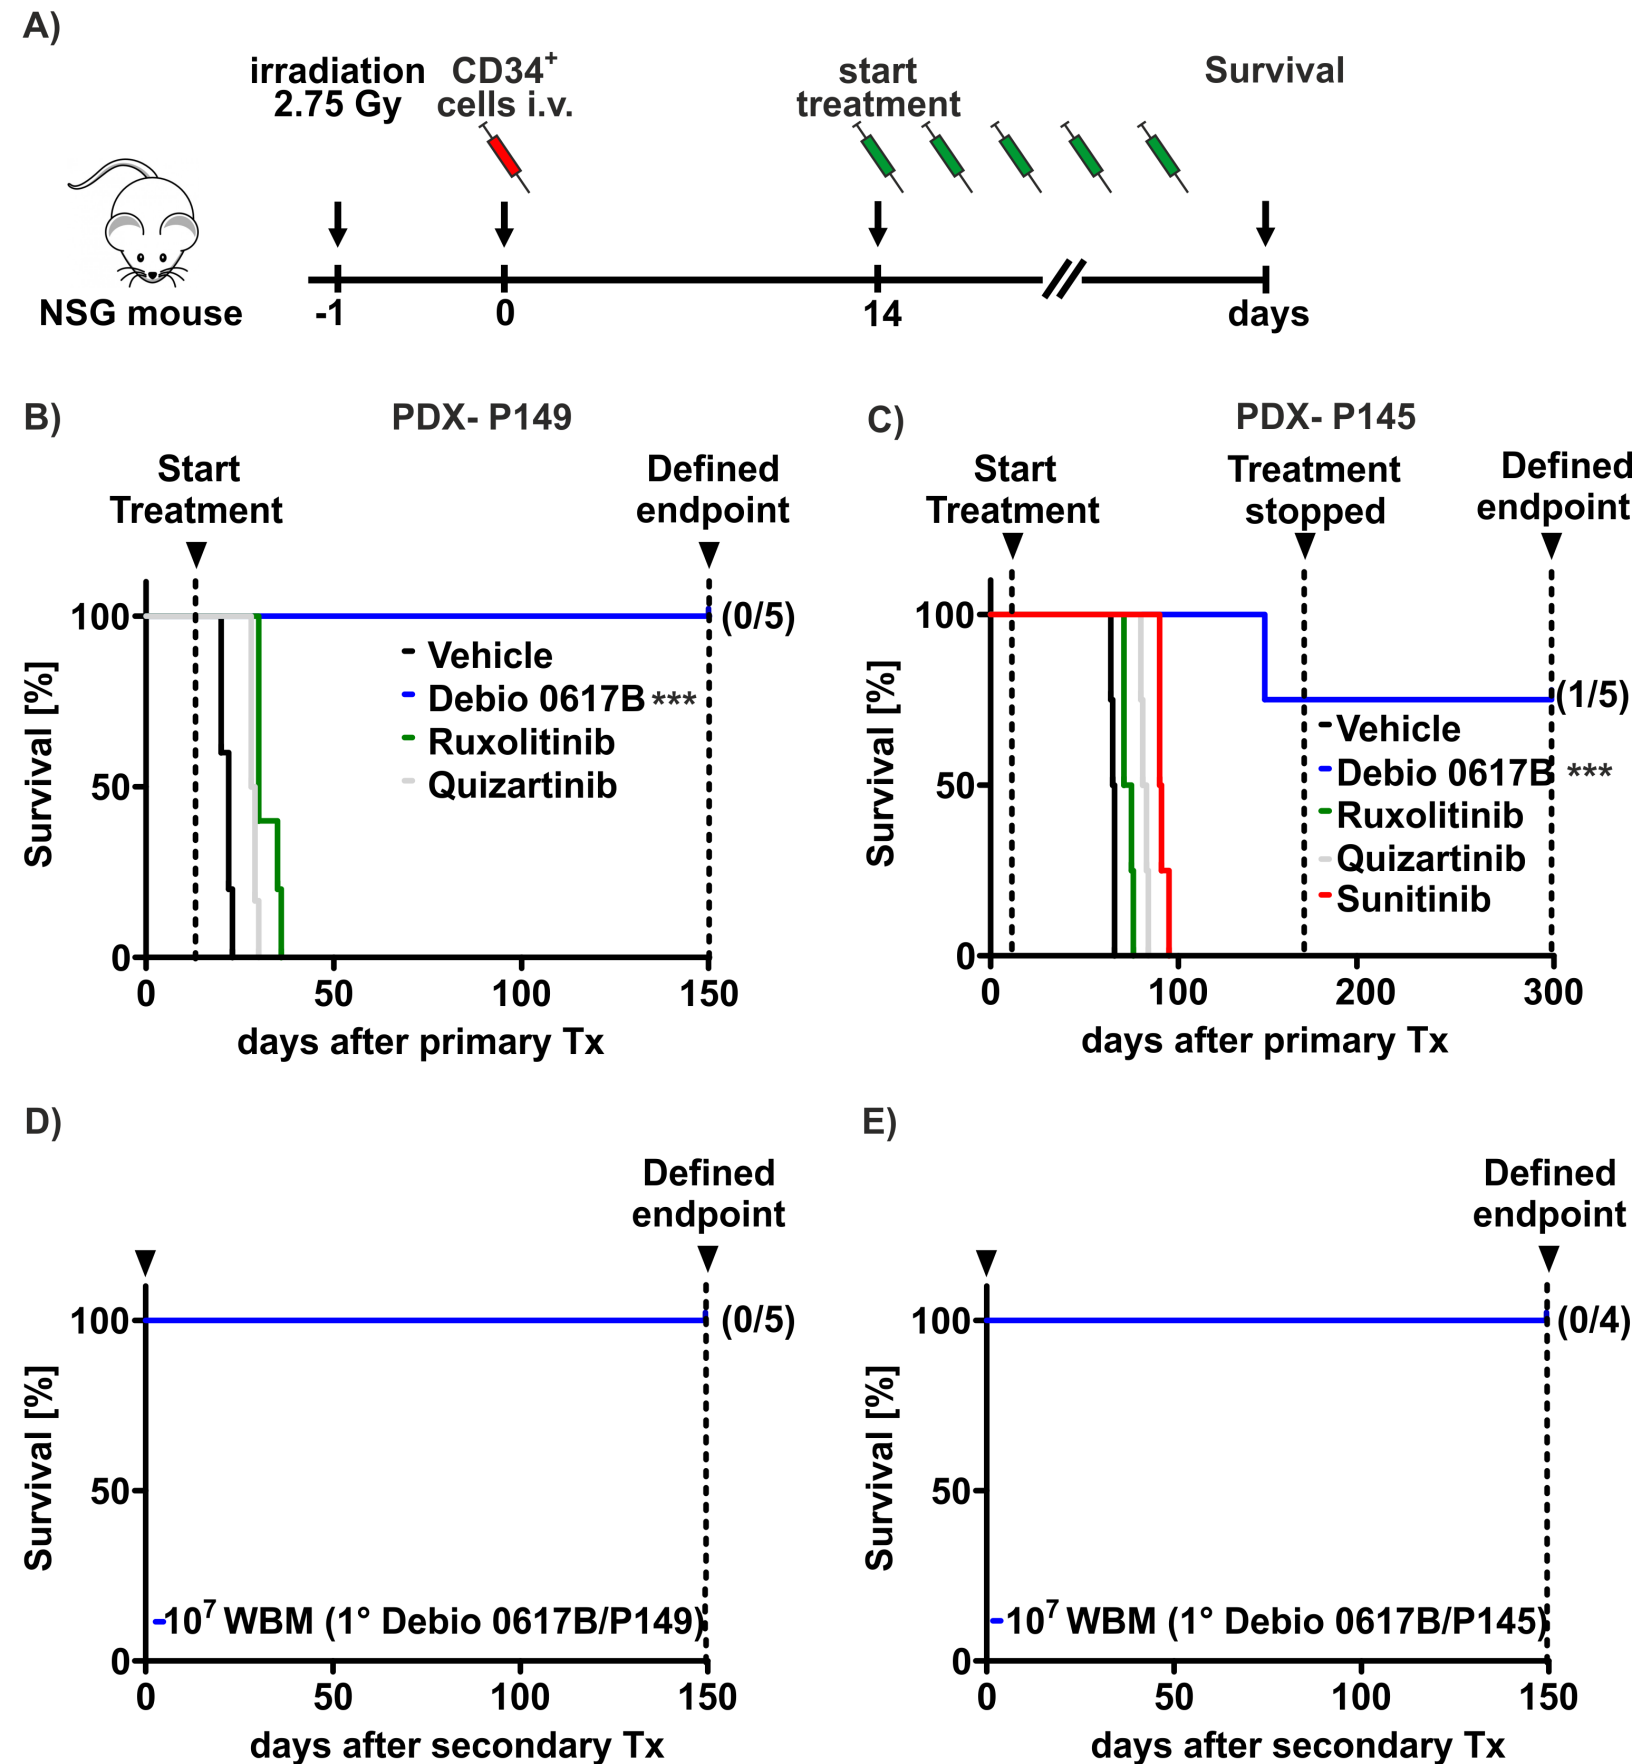 A)
irradiation
2.75 Gy
CD34+
cells i.v.
start
treatment
Survival
NSG mouse
-1
0
14
days
B)
PDX- P149
Start
Treatment
Defined
endpoint
100
50
0
Survival [%]
(0/5)
Vehicle
Debio 0617B ***
Ruxolitinib
Quizartinib
0 50 100 150
days after primary Tx
C)
PDX- P145
Start
Treatment
Treatment
stopped
Defined
endpoint
100
50
0
Survival [%]
(1/5)
Vehicle
Debio 0617B ***
Ruxolitinib
Quizartinib
Sunitinib
0 100 200 300
days after primary Tx
D)
Defined
endpoint
100
50
0
Survival [%]
(0/5)
10⁷ WBM (1° Debio 0617B/P149)
0 50 100 150
days after secondary Tx
E)
Defined
endpoint
100
50
0
Survival [%]
(0/4)
10⁷ WBM (1° Debio 0617B/P145)
0 50 100 150
days after secondary Tx